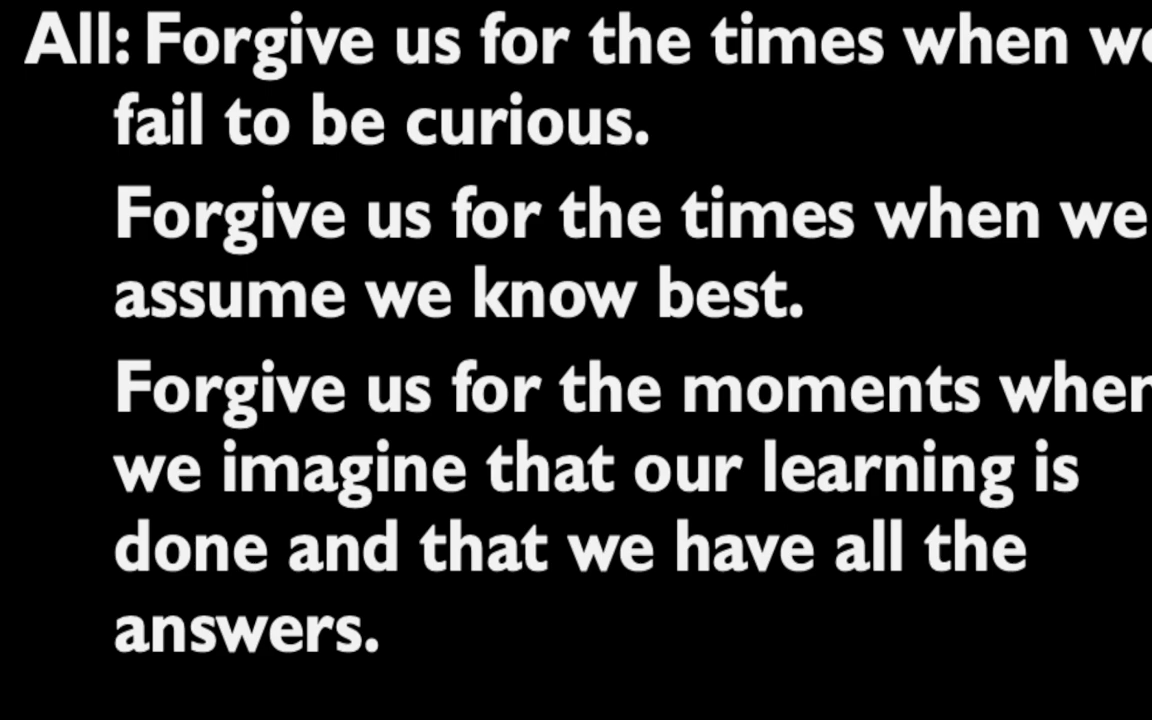 All: Forgive us for the times when we
fail to be curious.
Forgive us for the times when we
assume we know best.
Forgive us for the moments when
we imagine that our learning is
done and that we have all the
answers.